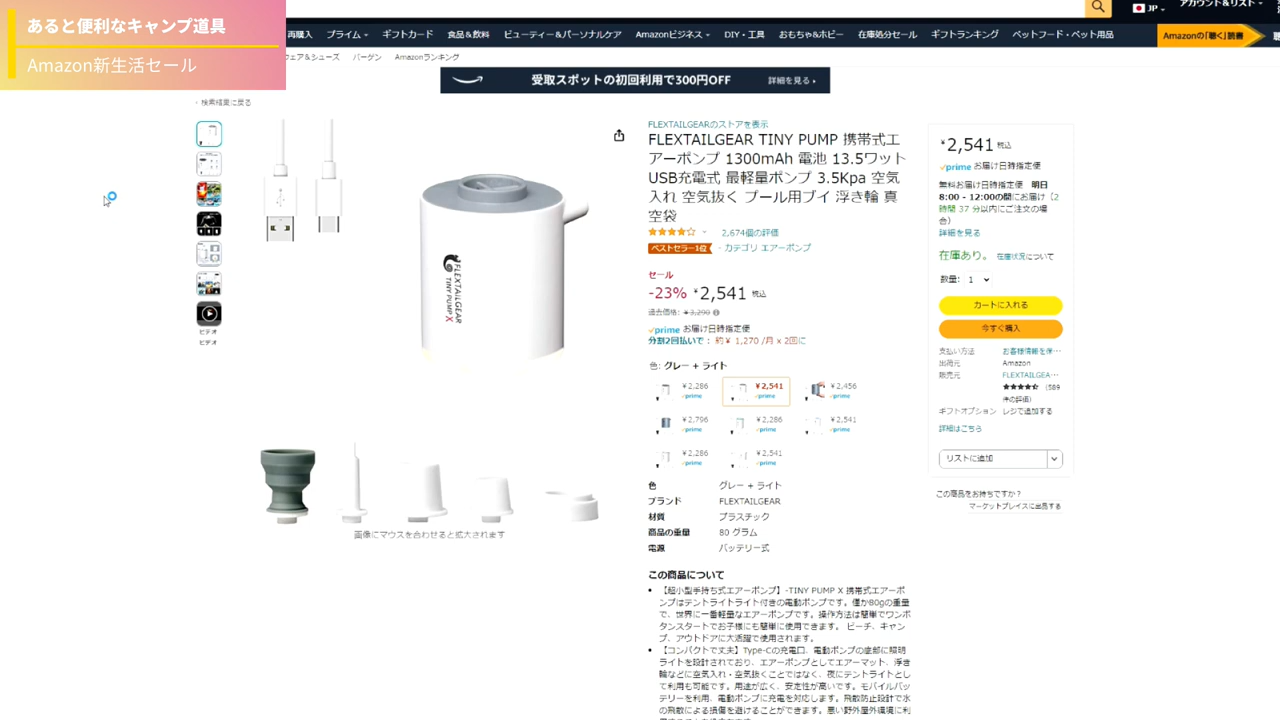 あると便利なキャンプ道具
Amazon新生活セール
JP
アカウント&リスト
再購入 プライム ギフトカード 食品&飲料 ビューティー&パーソナルケア Amazonビジネス DIY・工具 おもちゃ&ホビー 在庫処分セール ギフトランキング ペットフード・ペット用品
Amazonの「聴く」読書
ウェア&シューズ バーゲン Amazonランキング
受取スポットの初回利用で300円OFF 詳細を見る
検索結果に戻る
FLEXTAILGEARのストアを表示
FLEXTAILGEAR TINY PUMP 携帯式エ
アーポンプ 1300mAh 電池 13.5ワット
USB充電式 最軽量ポンプ 3.5Kpa 空気
入れ 空気抜く プール用ブイ 浮き輪 真
空袋
2,674個の評価
ベストセラー1位 - カテゴリ エアーポンプ
セール
-23% ¥2,541 税込
過去価格: ¥3,290
prime お届け日時指定便
分割2回払いで : 約¥ 1,270 /月 x 2回に
色: グレー + ライト
¥2,286 prime
¥2,541 prime
¥2,456 prime
¥2,796 prime
¥2,286 prime
¥2,541 prime
¥2,286 prime
¥2,541 prime
色 グレー + ライト
ブランド FLEXTAILGEAR
材質 プラスチック
商品の重量 80 グラム
電源 バッテリー式
この商品について
【超小型手持ち式エアーポンプ】-TINY PUMP X 携帯式エアーポ
ンプはテントライトライト付きの電動ポンプです。僅か80gの重量
で、世界に一番軽量なエアーポンプです。操作方法は簡単でワンボ
タンスタートでお子様にも簡単に使用できます。 ビーチ、キャン
プ、アウトドアに大活躍で使用されます。
【コンパクトで丈夫】Type-Cの充電口、電動ポンプの底部に照明
ライトを設計されており、エアーポンプとしてエアーマット、浮き
輪などに空気入れ・空気抜くことではなく、夜にテントライトとし
て利用も可能です。用途が広く、安定性が高いです。モバイルバッ
テリーを利用、電動ポンプに充電を対応します。飛散防止設計で水
の飛散による損傷を避けることができます。悪い野外屋外環境に利
FLEXTAILGEAR
TINY PUMP X
ビデオ
ビデオ
画像にマウスを合わせると拡大されます
¥2,541 税込
prime お届け日時指定便
無料お届け日時指定便 明日
8:00 - 12:00の間にお届け（2
時間 37 分以内にご注文の場
合）
詳細を見る
在庫あり。 在庫状況について
数量: 1
カートに入れる
今すぐ購入
支払い方法 お客様情報を保…
出荷元 Amazon
販売元 FLEXTAILGEA…
（589
件の評価）
ギフトオプション レジで追加する
詳細はこちら
リストに追加
この商品をお持ちですか？
マーケットプレイスに出品する